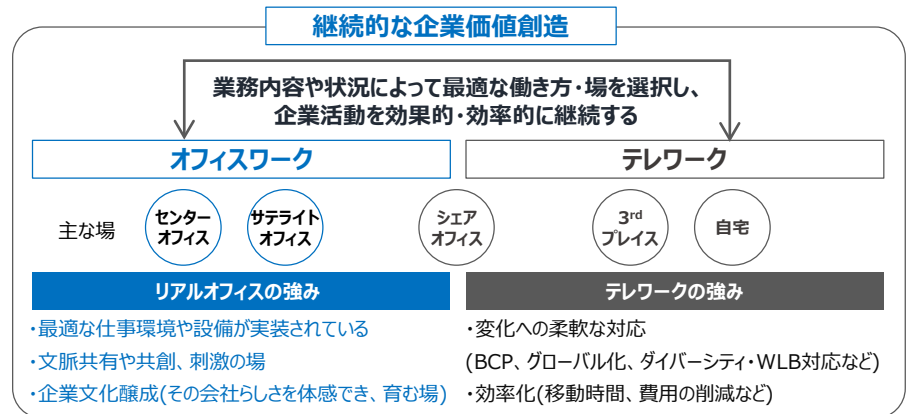 継続的な企業価値創造
業務内容や状況によって最適な働き方・場を選択し、
企業活動を効果的・効率的に継続する
オフィスワーク
テレワーク
主な場
センター
オフィス
サテライト
オフィス
シェア
オフィス
3rd
プレイス
自宅
リアルオフィスの強み
・最適な仕事環境や設備が実装されている
・文脈共有や共創、刺激の場
・企業文化醸成(その会社らしさを体感でき、育む場)
テレワークの強み
・変化への柔軟な対応
(BCP、グローバル化、ダイバーシティ・WLB対応など)
・効率化(移動時間、費用の削減など)